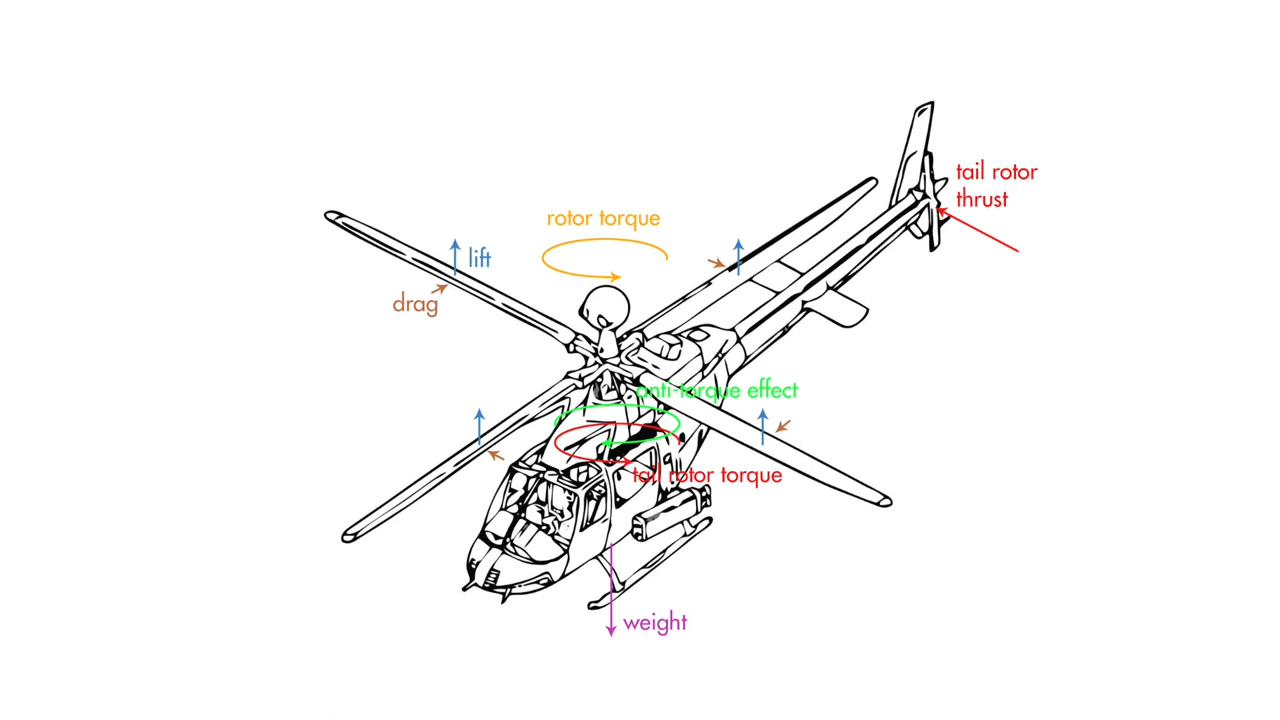 tail rotor
thrust
rotor torque
lift
drag
anti-torque effect
tail rotor torque
weight